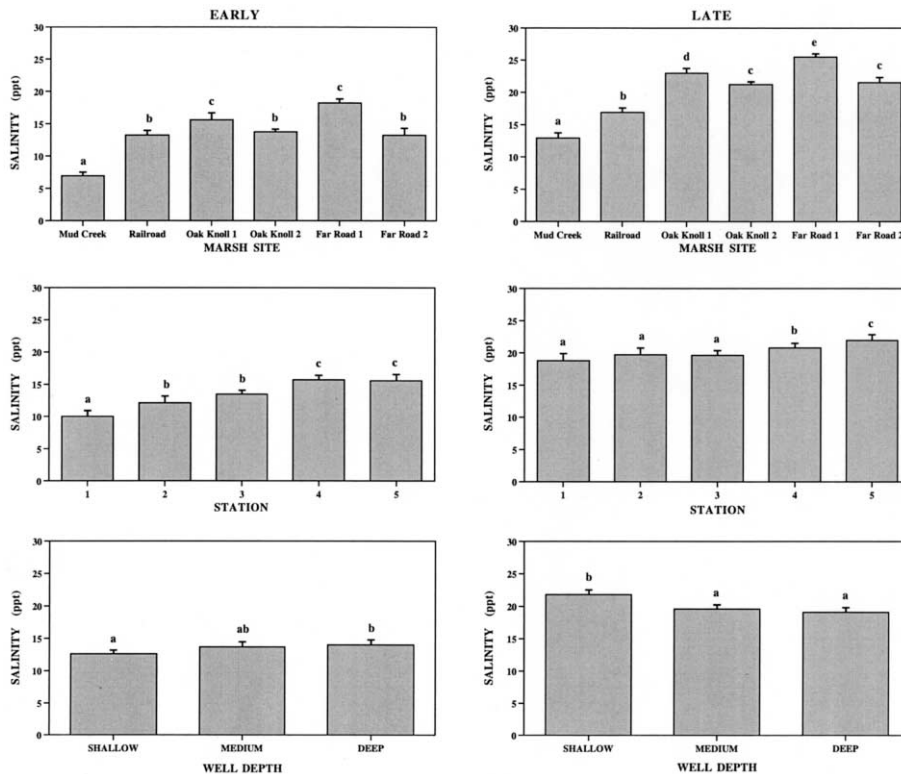 EARLY
SALINITY (ppt)
30
25
20
15
10
5
0
a
b
c
b
c
b
Mud Creek Railroad Oak Knoll 1 Oak Knoll 2 Far Road 1 Far Road 2
MARSH SITE
LATE
SALINITY (ppt)
30
25
20
15
10
5
0
a
b
d
c
e
c
Mud Creek Railroad Oak Knoll 1 Oak Knoll 2 Far Road 1 Far Road 2
MARSH SITE
SALINITY (ppt)
30
25
20
15
10
5
0
a
b
b
c
c
1 2 3 4 5
STATION
SALINITY (ppt)
30
25
20
15
10
5
0
a
a
a
b
c
1 2 3 4 5
STATION
SALINITY (ppt)
30
25
20
15
10
5
0
a
ab
b
SHALLOW MEDIUM DEEP
WELL DEPTH
SALINITY (ppt)
30
25
20
15
10
5
0
b
a
a
SHALLOW MEDIUM DEEP
WELL DEPTH